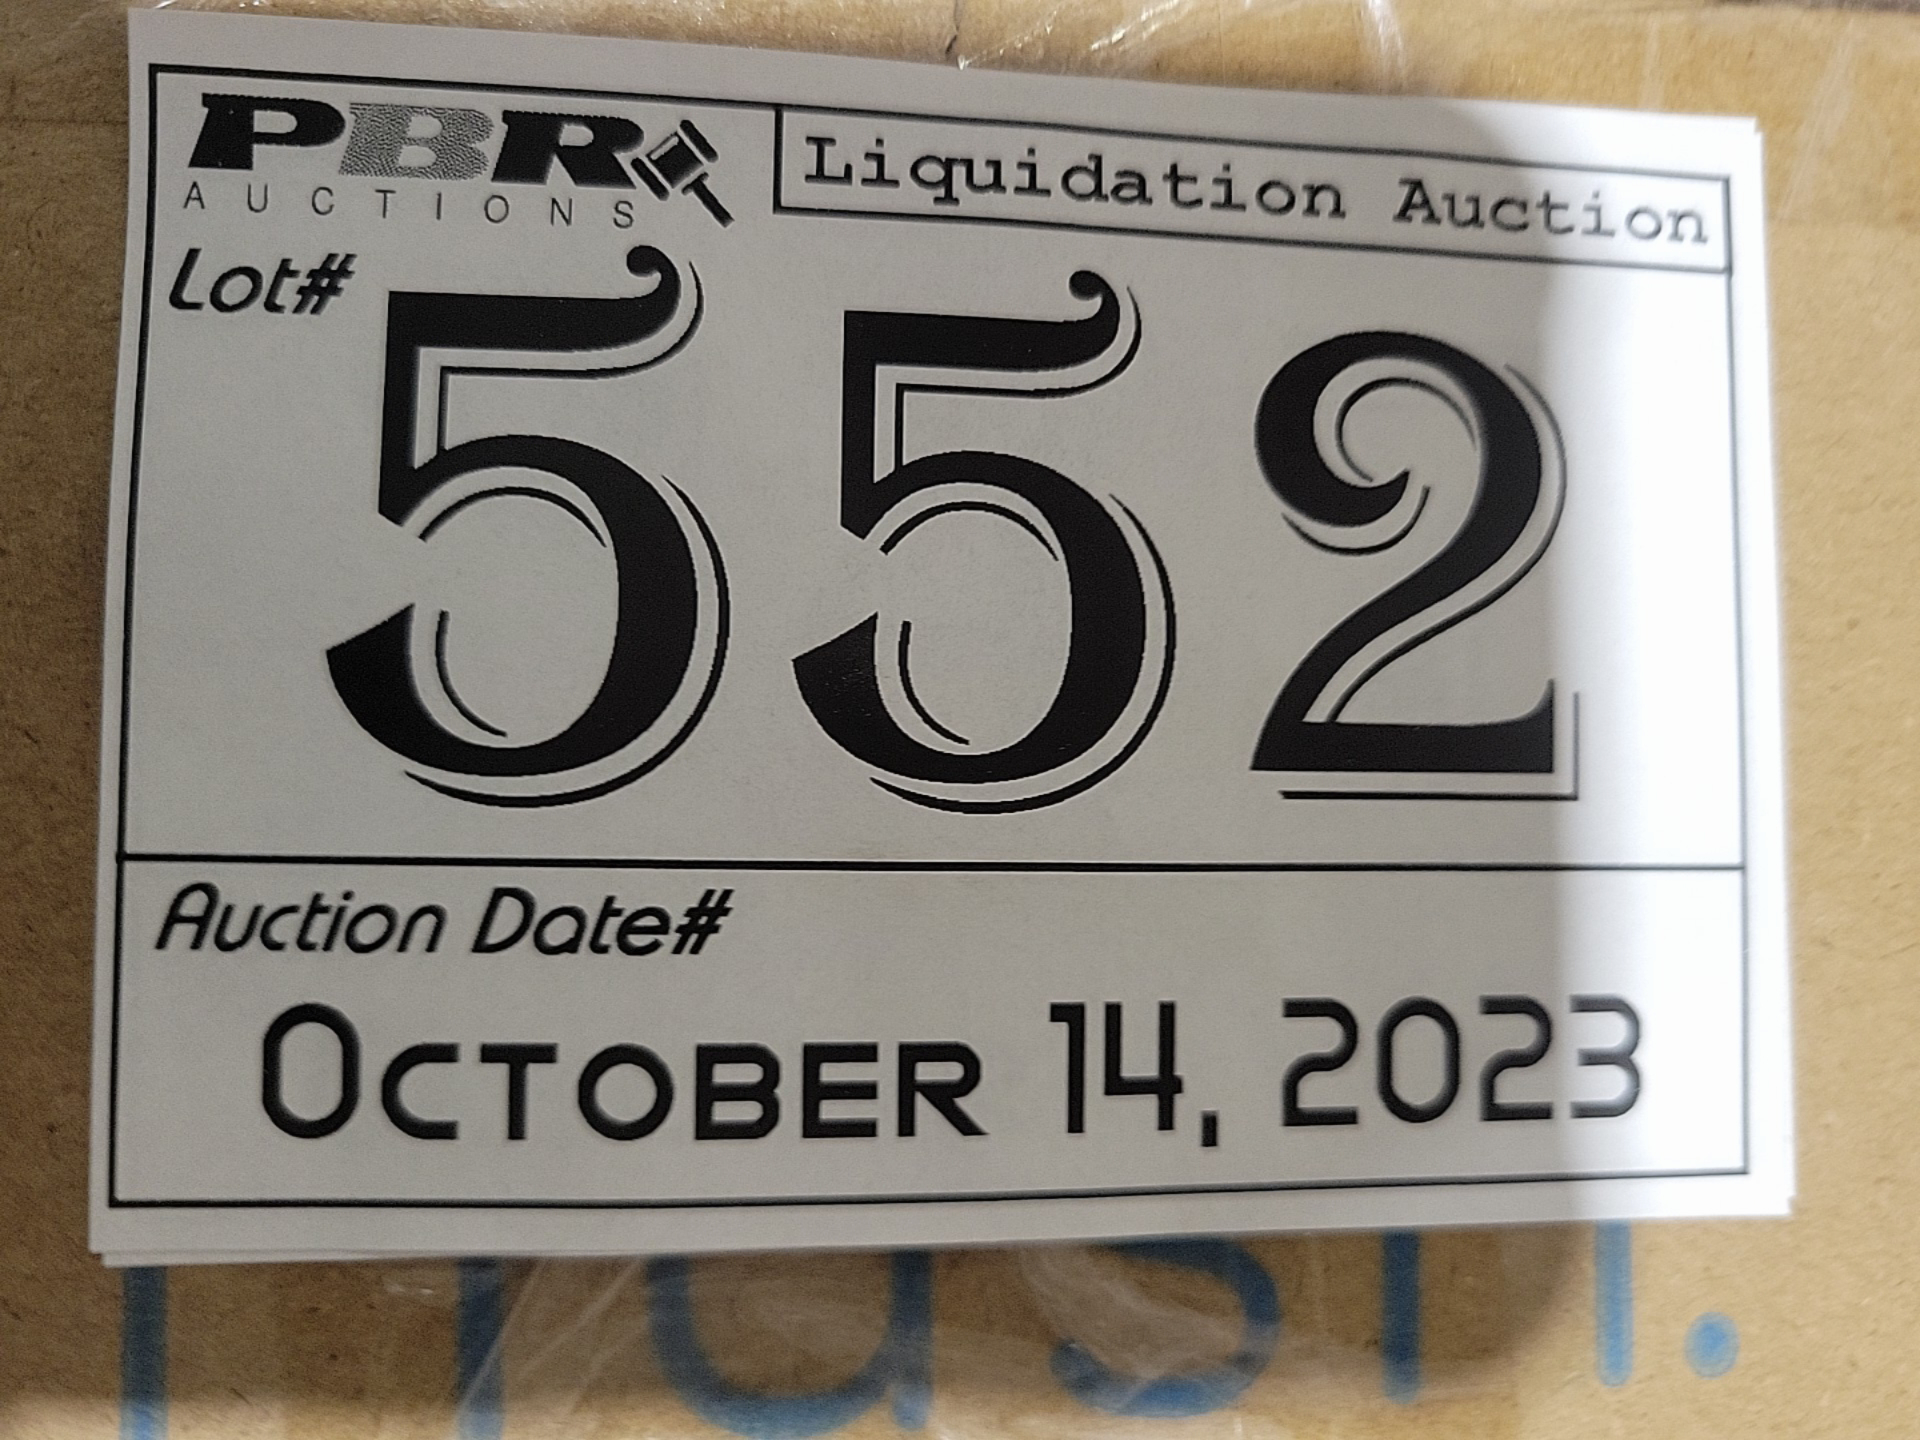 PBR
AUCTIONS
Liquidation Auction
Lot#
552
Auction Date#
October 14, 2023